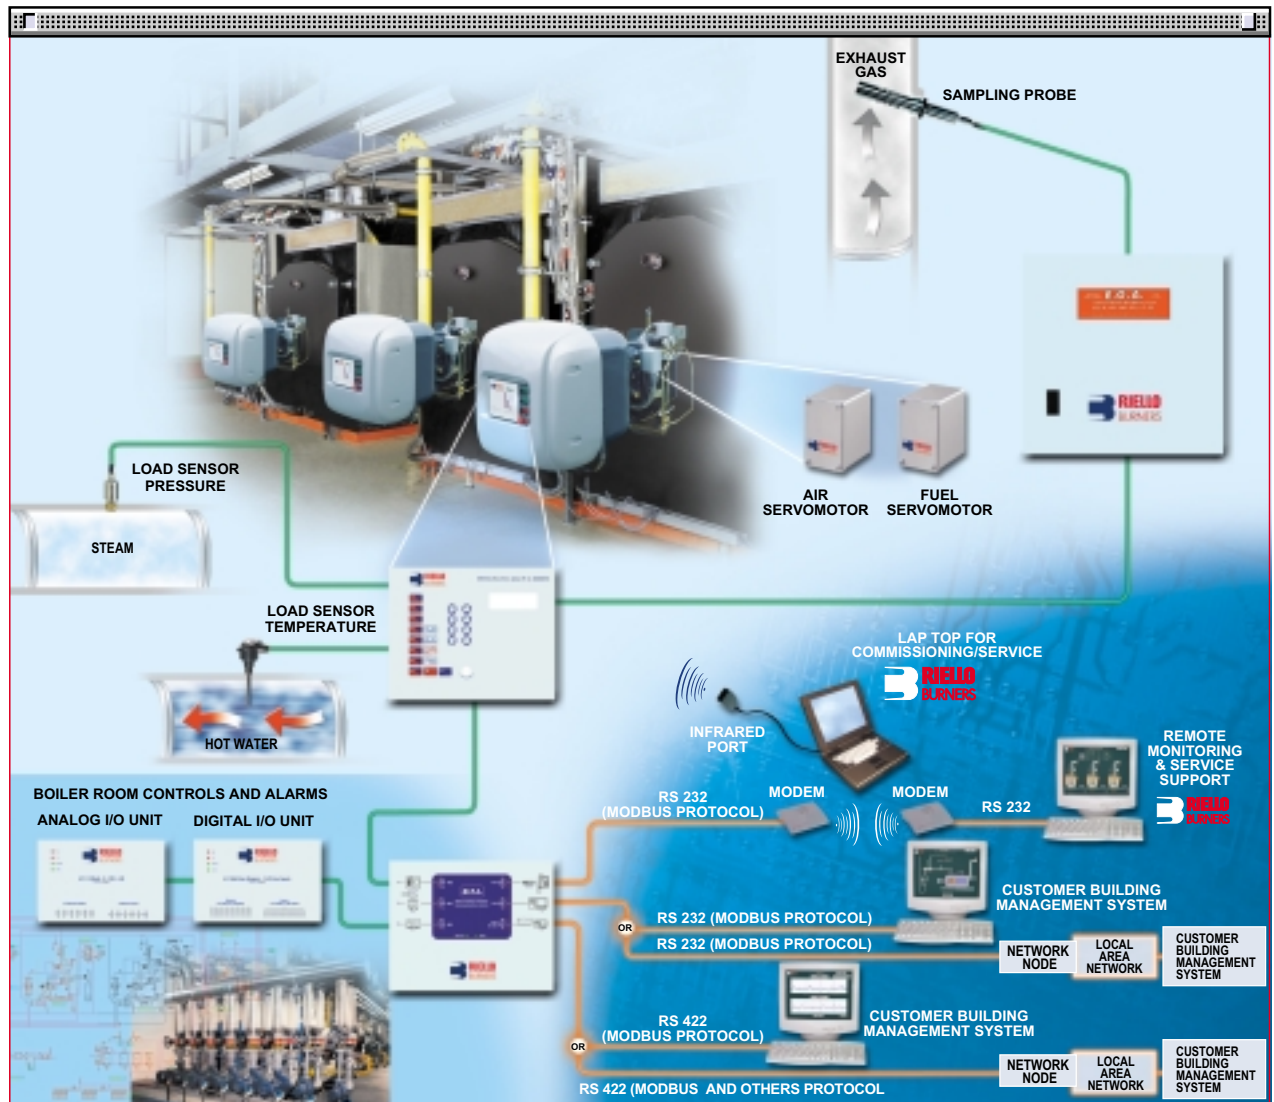 EXHAUST
GAS
SAMPLING PROBE
E.G.A.
RIELLO
BURNERS
LOAD SENSOR
PRESSURE
STEAM
AIR
SERVOMOTOR
FUEL
SERVOMOTOR
RIELLO
LOAD SENSOR
TEMPERATURE
HOT WATER
LAP TOP FOR
COMMISSIONING/SERVICE
RIELLO
BURNERS
INFRARED
PORT
REMOTE
MONITORING
& SERVICE
SUPPORT
RIELLO
BURNERS
BOILER ROOM CONTROLS AND ALARMS
ANALOG I/O UNIT
DIGITAL I/O UNIT
RS 232
(MODBUS PROTOCOL)
MODEM
MODEM
RS 232
RIELLO
BURNERS
CUSTOMER BUILDING
MANAGEMENT SYSTEM
OR
RS 232 (MODBUS PROTOCOL)
RS 232 (MODBUS PROTOCOL)
NETWORK
NODE
LOCAL
AREA
NETWORK
CUSTOMER
BUILDING
MANAGEMENT
SYSTEM
RS 422
(MODBUS PROTOCOL)
CUSTOMER BUILDING
MANAGEMENT SYSTEM
OR
RS 422 (MODBUS AND OTHERS PROTOCOL
NETWORK
NODE
LOCAL
AREA
NETWORK
CUSTOMER
BUILDING
MANAGEMENT
SYSTEM